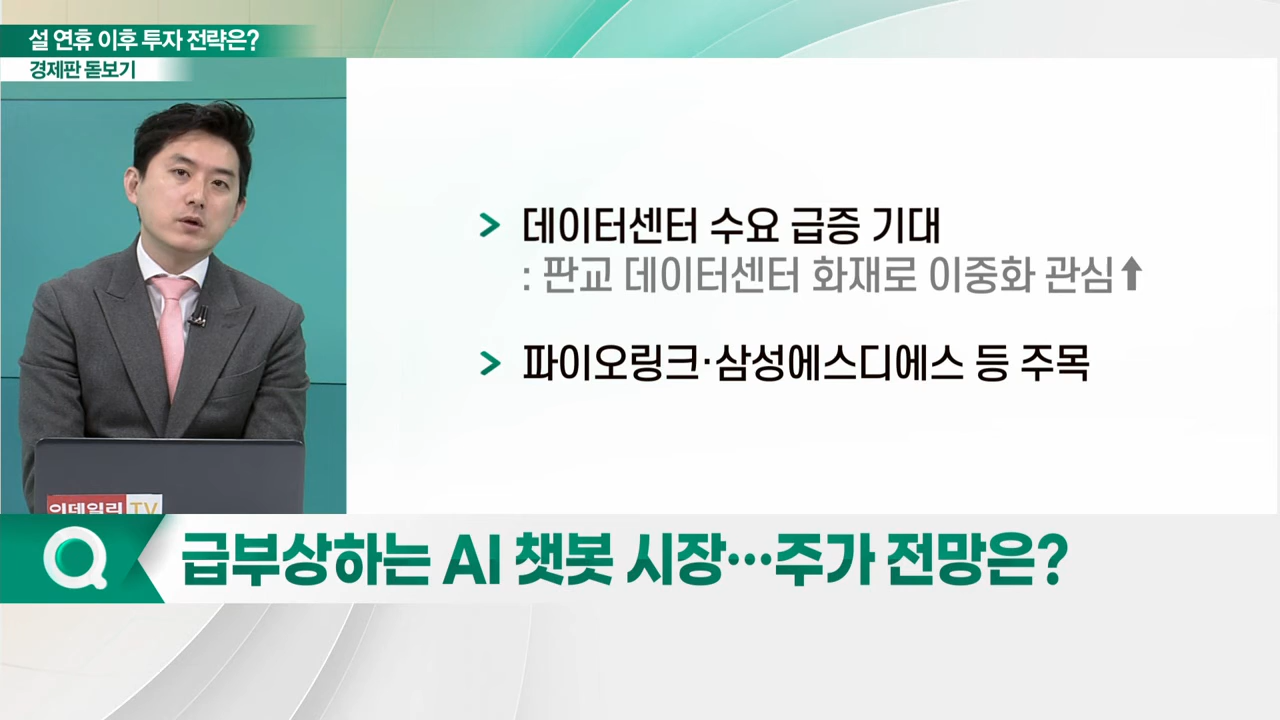 설 연휴 이후 투자 전략은?
경제판 돋보기
> 데이터센터 수요 급증 기대
: 판교 데이터센터 화재로 이중화 관심↑
> 파이오링크·삼성에스디에스 등 주목
이데일리 TV
Q 급부상하는 AI 챗봇 시장…주가 전망은?